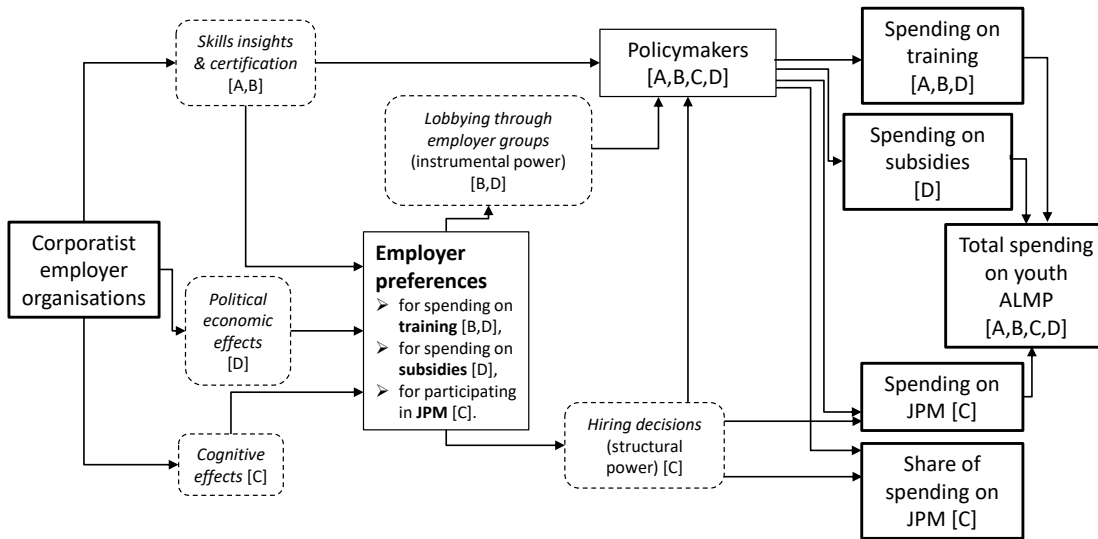 Skills insights
& certification
[A,B]
Policymakers
[A,B,C,D]
Spending on
training
[A,B,D]
Lobbying through
employer groups
(instrumental power)
[B,D]
Spending on
subsidies
[D]
Corporatist
employer
organisations
Political
economic
effects
[D]
Employer
preferences
➢ for spending on
training [B,D],
➢ for spending on
subsidies [D],
➢ for participating
in JPM [C].
Total spending
on youth
ALMP
[A,B,C,D]
Cognitive
effects [C]
Hiring decisions
(structural
power) [C]
Spending on
JPM [C]
Share of
spending on
JPM [C]